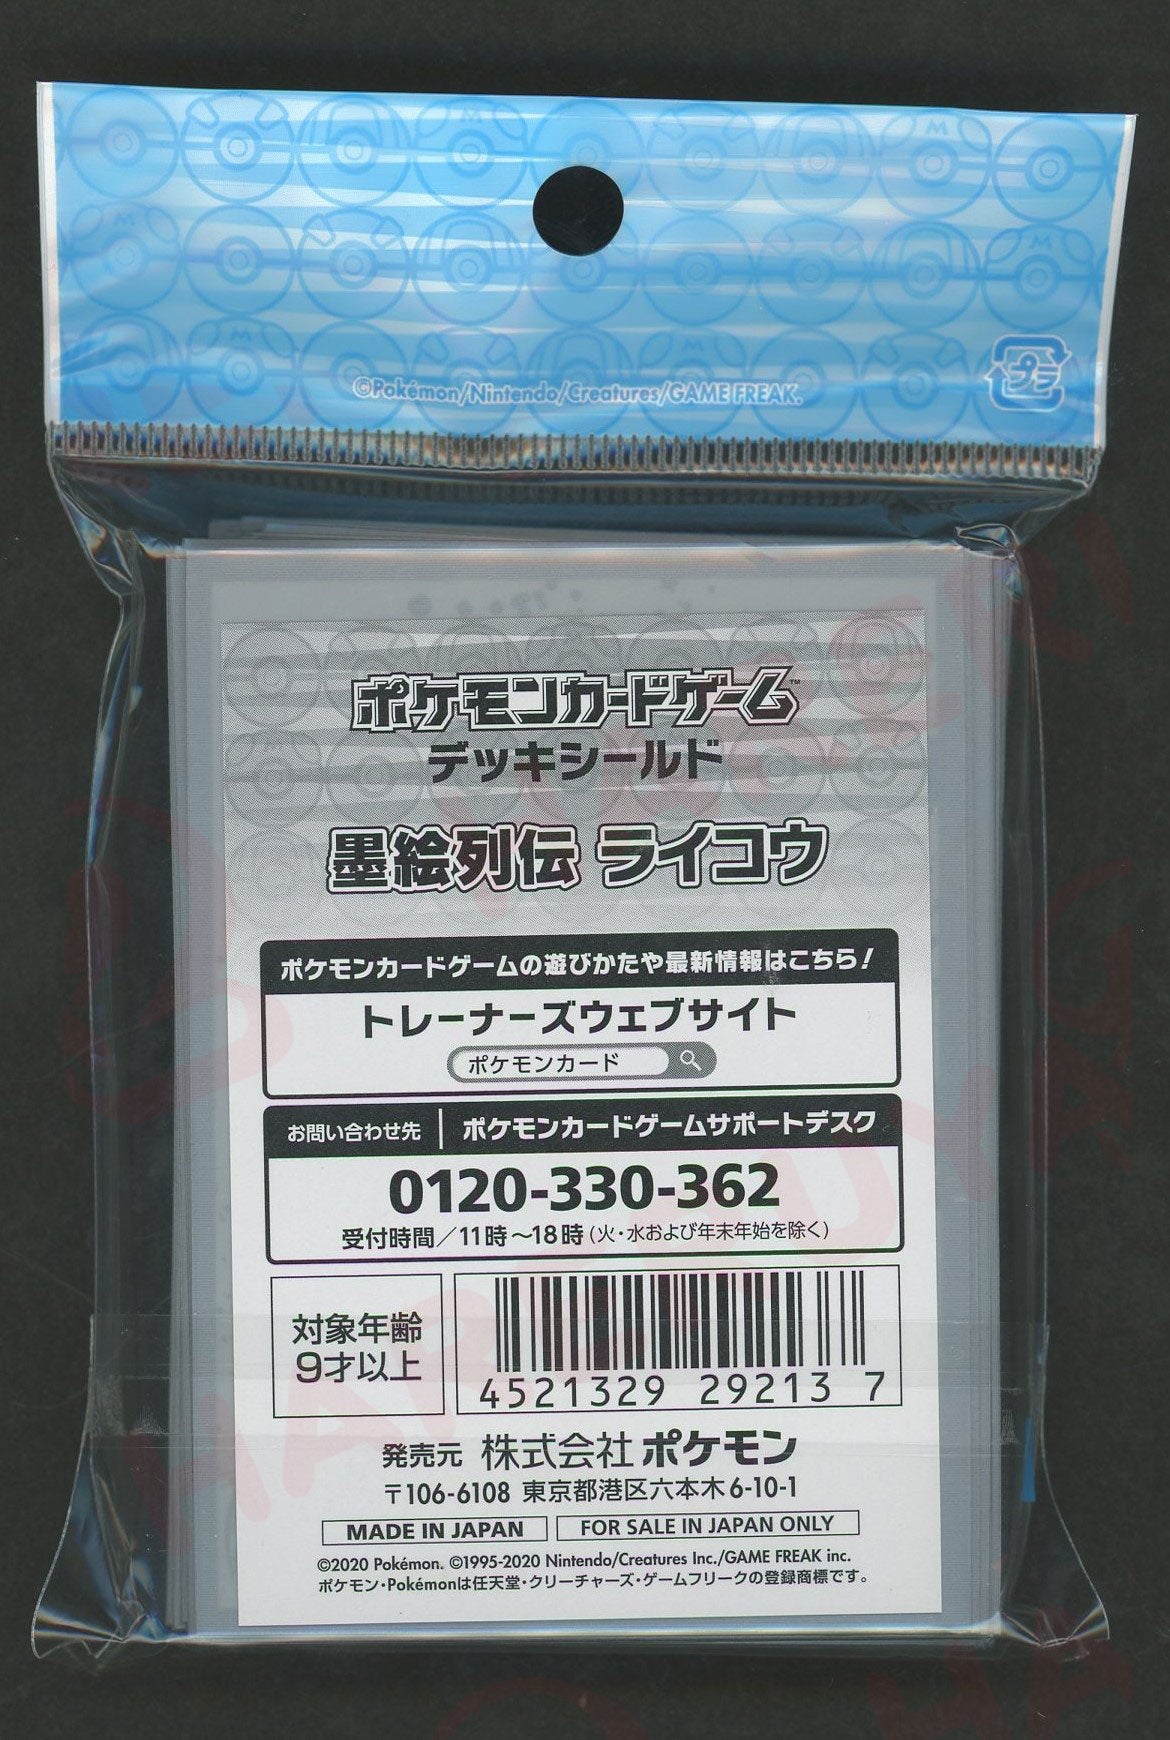 ©Pokémon/Nintendo/Creatures/GAME FREAK.
プラ
ポケモンカードゲーム™
デッキシールド
墨絵列伝 ライコウ
ポケモンカードゲームの遊びかたや最新情報はこちら！
トレーナーズウェブサイト
ポケモンカード
お問い合わせ先 ポケモンカードゲームサポートデスク
0120-330-362
受付時間／11時〜18時（火・水および年末年始を除く）
対象年齢
9才以上
4521329 29213 7
発売元 株式会社ポケモン
〒106-6108 東京都港区六本木6-10-1
MADE IN JAPAN FOR SALE IN JAPAN ONLY
©2020 Pokémon. ©1995-2020 Nintendo/Creatures Inc./GAME FREAK inc.
ポケモン・Pokémonは任天堂・クリーチャーズ・ゲームフリークの登録商標です。